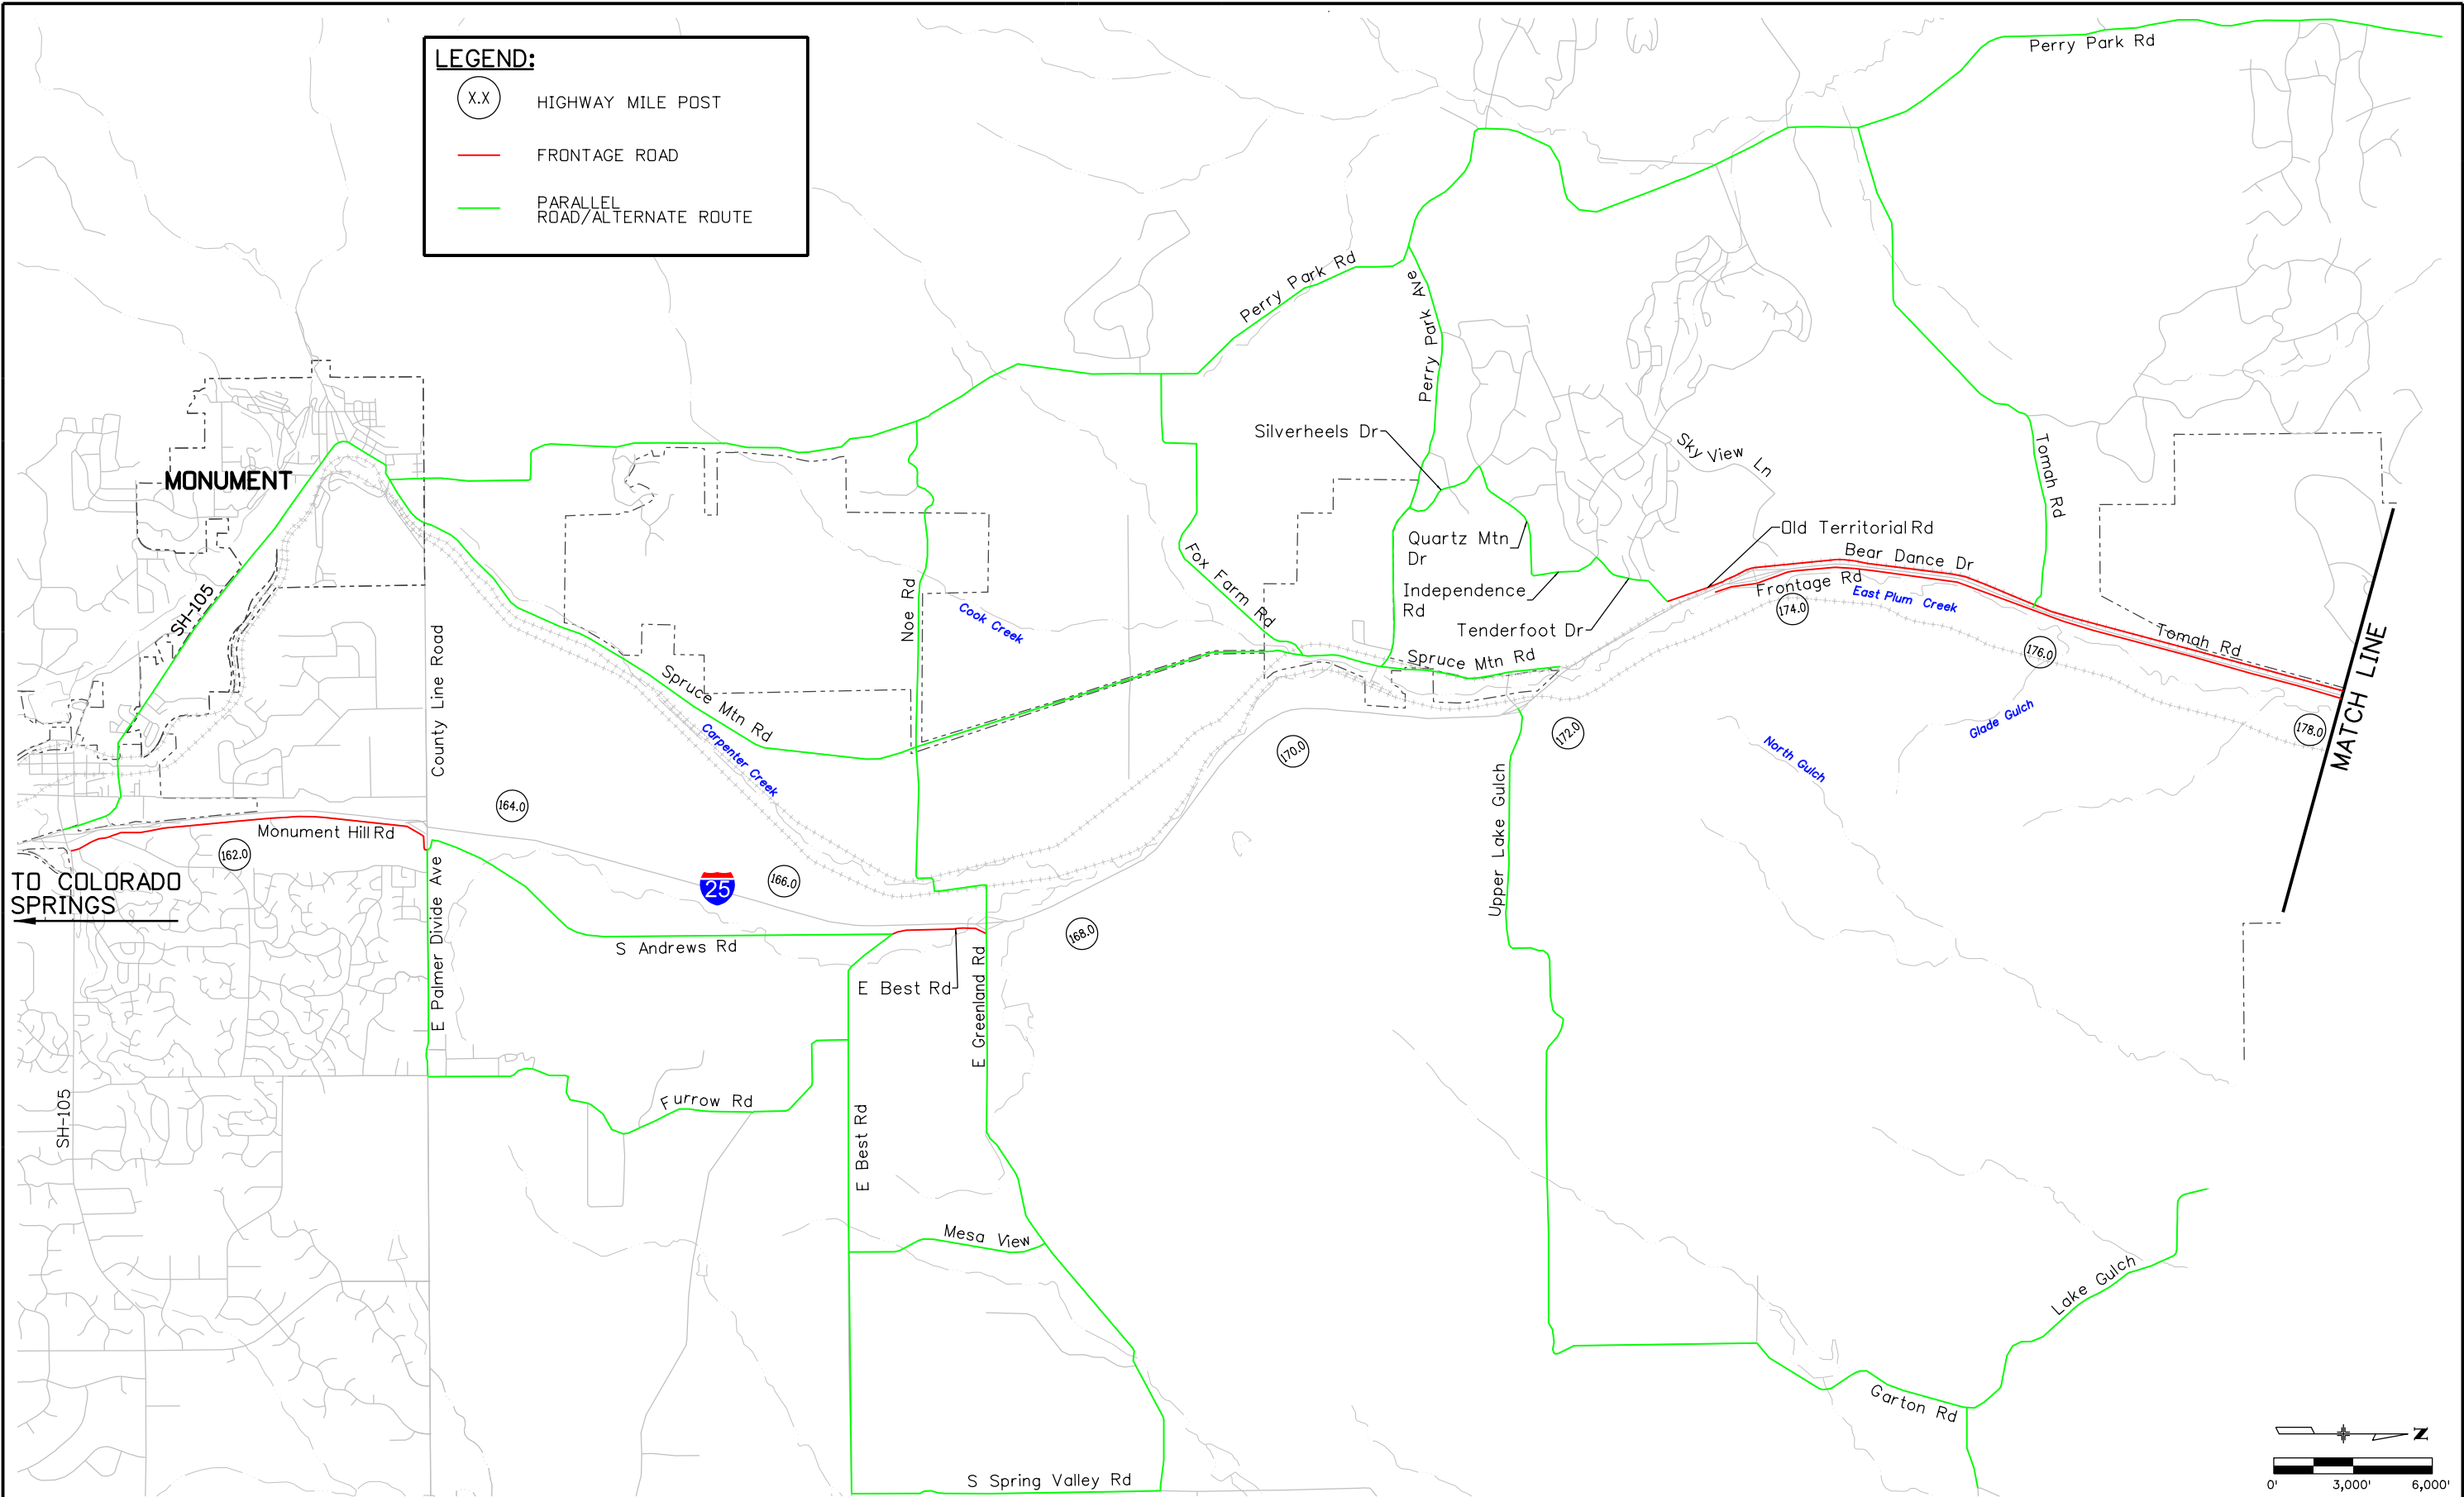 LEGEND:
X.X
HIGHWAY MILE POST
FRONTAGE ROAD
PARALLEL
ROAD/ALTERNATE ROUTE
Perry Park Rd
Perry Park Rd
Perry Park Ave
Silverheels Dr
Sky View Ln
Tomah Rd
MONUMENT
SH-105
County Line Road
Noe Rd
Cook Creek
Fox Farm Rd
Quartz Mtn
Dr
Independence
Rd
Tenderfoot Dr
Old Territorial Rd
Bear Dance Dr
Frontage Rd
East Plum Creek
174.0
176.0
Tomah Rd
178.0
MATCH LINE
Spruce Mtn Rd
Spruce Mtn Rd
Carpenter Creek
170.0
172.0
North Gulch
Glade Gulch
Upper Lake Gulch
164.0
Monument Hill Rd
162.0
TO COLORADO
SPRINGS
25
166.0
168.0
E Palmer Divide Ave
S Andrews Rd
E Best Rd
E Greenland Rd
SH-105
Furrow Rd
E Best Rd
Mesa View
S Spring Valley Rd
Lake Gulch
Garton Rd
N
0'
3,000'
6,000'